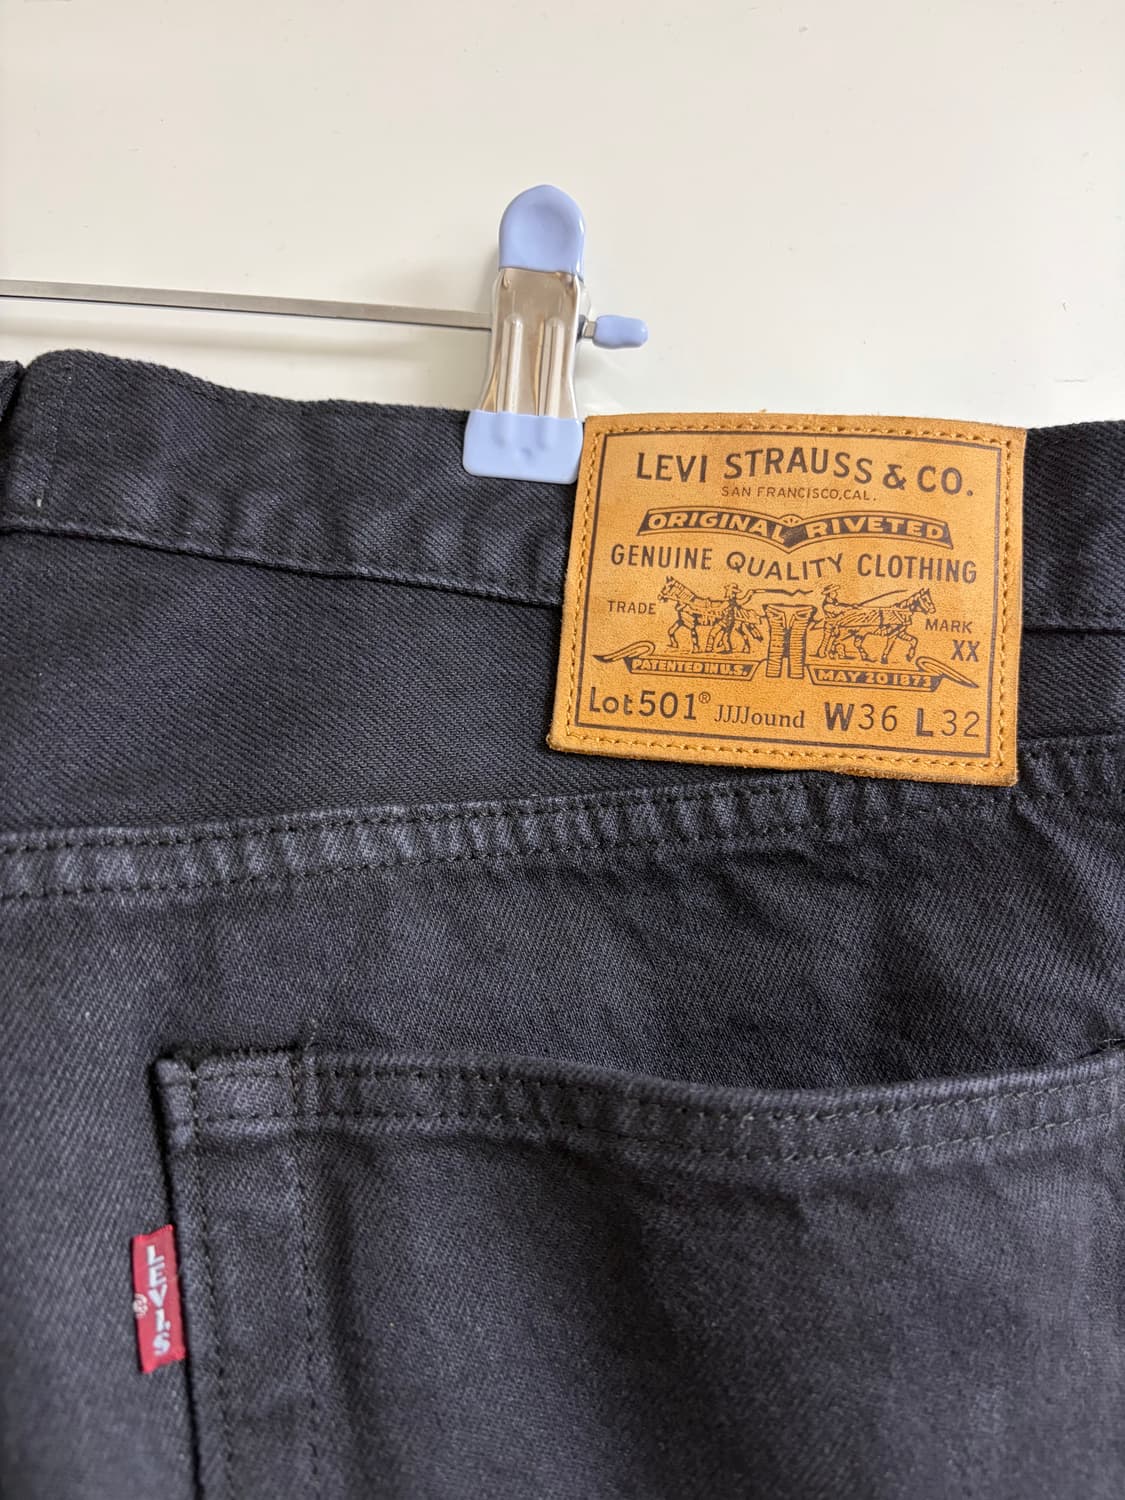 LEVI STRAUSS & CO.
SAN FRANCISCO, CAL.
ORIGINAL RIVETED
GENUINE QUALITY CLOTHING
TRADE MARK
XX
PATENTED IN U.S. MAY 20 1873
Lot 501® JJJJound W36 L32
LEVI'S
®